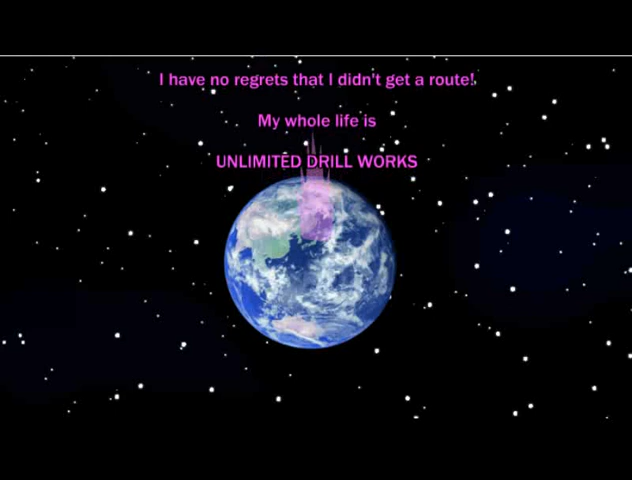 I have no regrets that I didn't get a route!
My whole life is
UNLIMITED DRILL WORKS